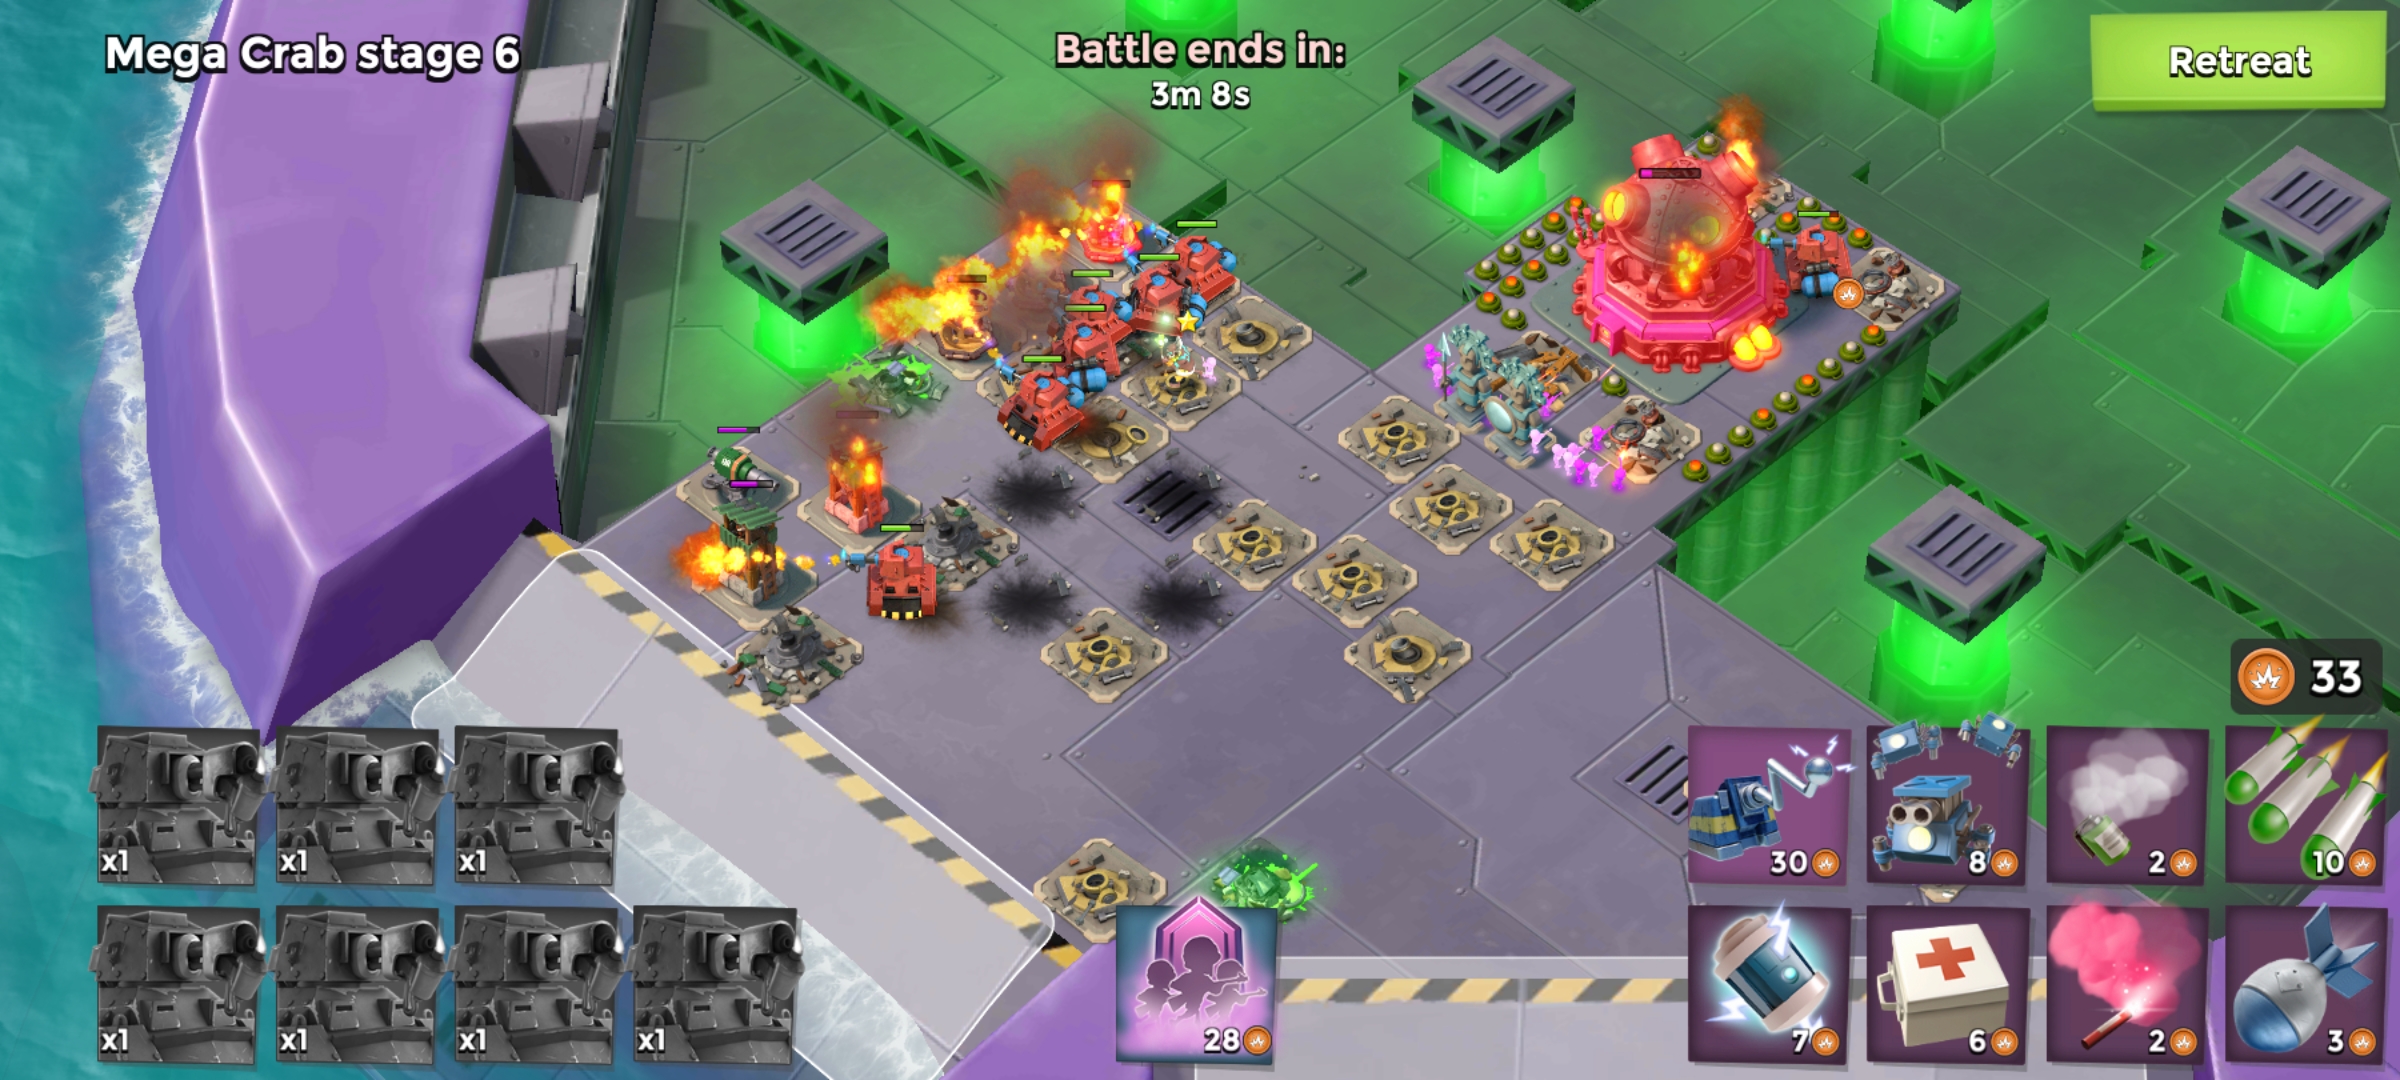 Mega Crab stage 6
Battle ends in:
3m 8s
Retreat
33
x1
x1
x1
30
8
2
10
x1
x1
x1
x1
28
7
6
2
3